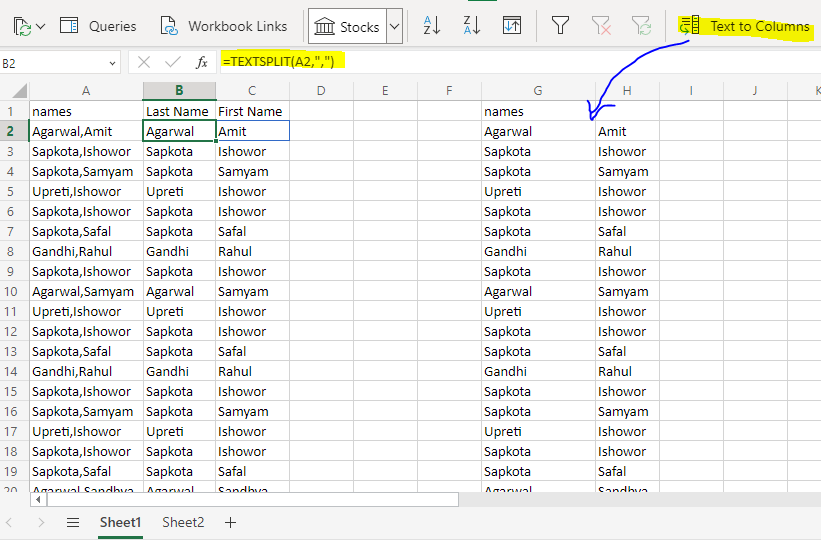 Queries Workbook Links Stocks Text to Columns
B2 fx =TEXTSPLIT(A2,",")
A B C D E F G H I J K
1 names Last Name First Name names
2 Agarwal,Amit Agarwal Amit Agarwal Amit
3 Sapkota,Ishowor Sapkota Ishowor Sapkota Ishowor
4 Sapkota,Samyam Sapkota Samyam Sapkota Samyam
5 Upreti,Ishowor Upreti Ishowor Upreti Ishowor
6 Sapkota,Ishowor Sapkota Ishowor Sapkota Ishowor
7 Sapkota,Safal Sapkota Safal Sapkota Safal
8 Gandhi,Rahul Gandhi Rahul Gandhi Rahul
9 Sapkota,Ishowor Sapkota Ishowor Sapkota Ishowor
10 Agarwal,Samyam Agarwal Samyam Agarwal Samyam
11 Upreti,Ishowor Upreti Ishowor Upreti Ishowor
12 Sapkota,Ishowor Sapkota Ishowor Sapkota Ishowor
13 Sapkota,Safal Sapkota Safal Sapkota Safal
14 Gandhi,Rahul Gandhi Rahul Gandhi Rahul
15 Sapkota,Ishowor Sapkota Ishowor Sapkota Ishowor
16 Sapkota,Samyam Sapkota Samyam Sapkota Samyam
17 Upreti,Ishowor Upreti Ishowor Upreti Ishowor
18 Sapkota,Ishowor Sapkota Ishowor Sapkota Ishowor
19 Sapkota,Safal Sapkota Safal Sapkota Safal
20 Agarwal,Sandhya Agarwal Sandhya Agarwal Sandhya
Sheet1 Sheet2